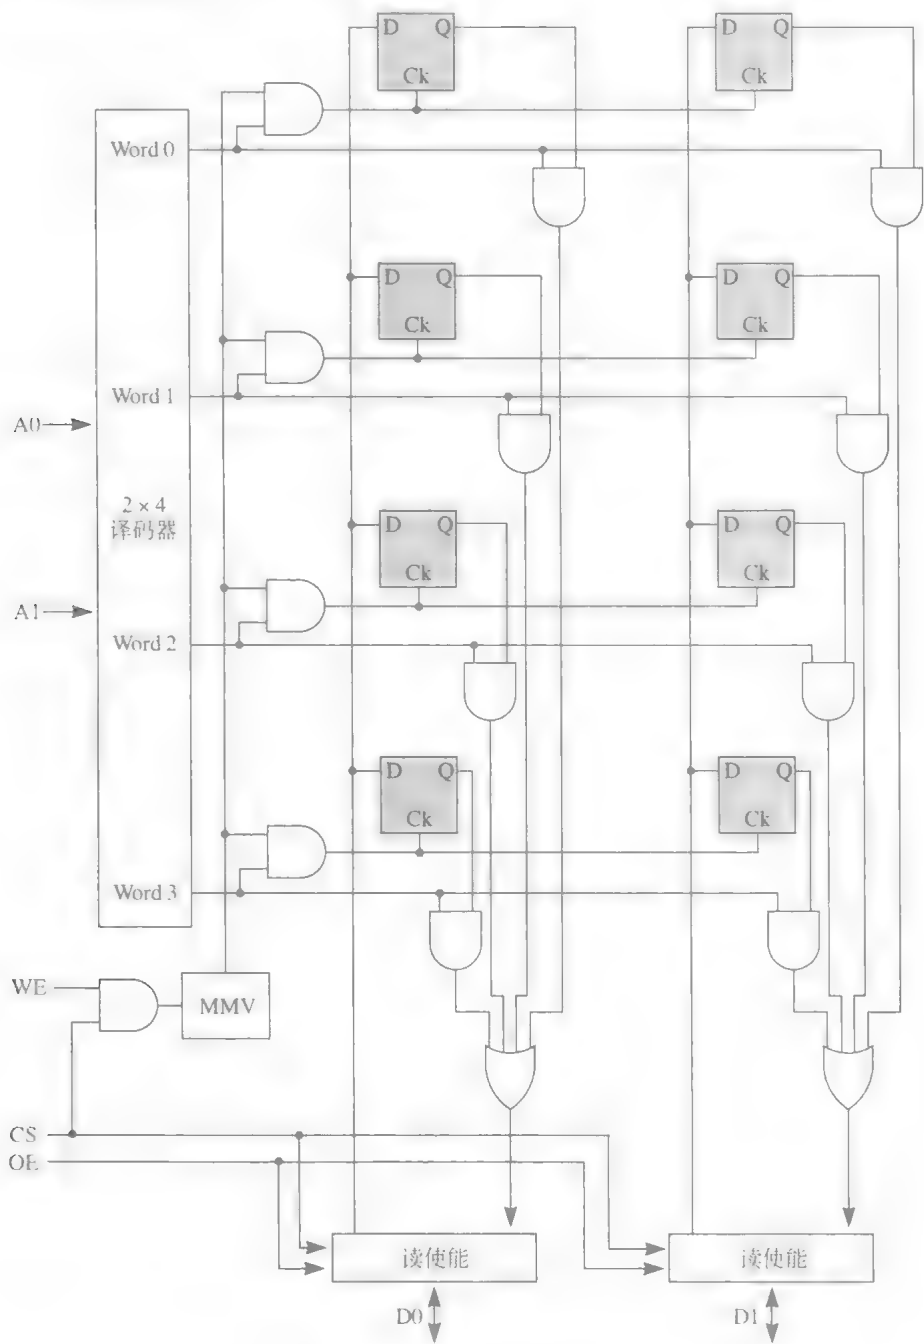 D Q
Ck
D Q
Ck
Word 0
D Q
Ck
D Q
Ck
Word 1
A0
2 × 4
译码器
D Q
Ck
D Q
Ck
A1
Word 2
D Q
Ck
D Q
Ck
Word 3
WE
MMV
CS
OE
读使能
读使能
D0
D1